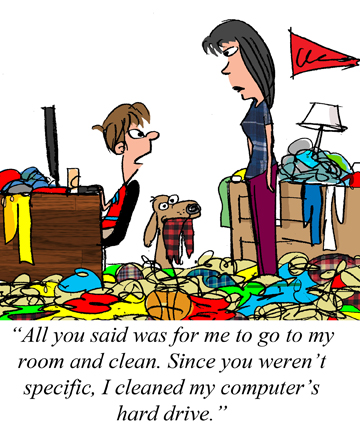 “All you said was for me to go to my
room and clean. Since you weren’t
specific, I cleaned my computer’s
hard drive.”